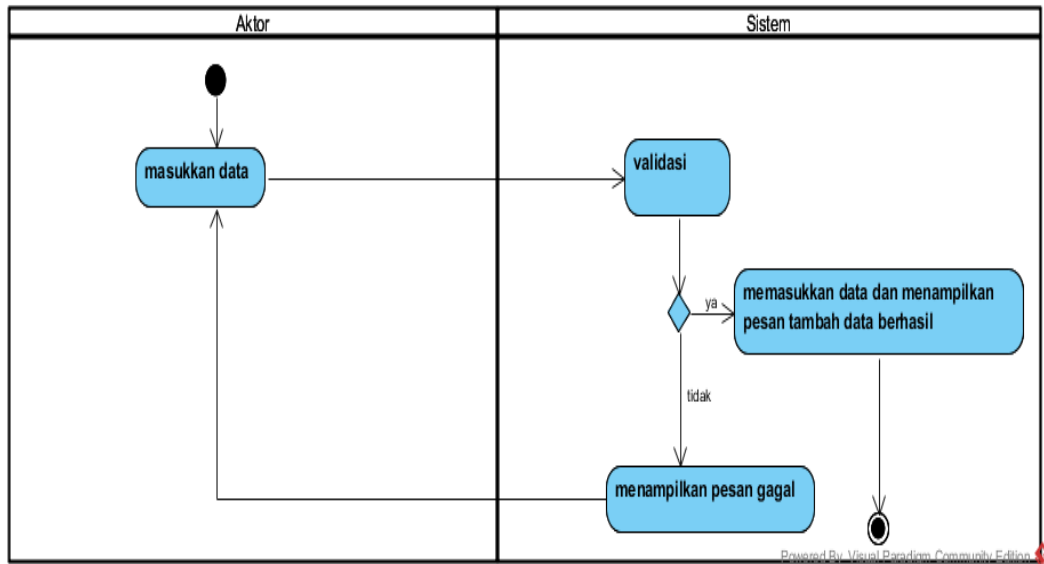 Aktor
Sistem
masukkan data
validasi
ya
memasukkan data dan menampilkan
pesan tambah data berhasil
tidak
menampilkan pesan gagal
Powered By Visual Paradigm Community Edition